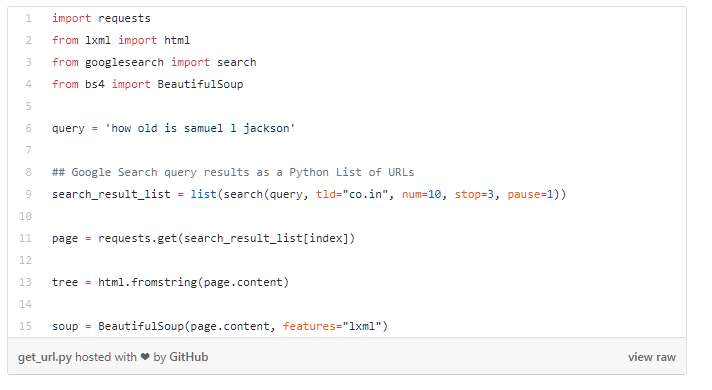 1 import requests
2 from lxml import html
3 from googlesearch import search
4 from bs4 import BeautifulSoup
5
6 query = 'how old is samuel l jackson'
7
8 ## Google Search query results as a Python List of URLs
9 search_result_list = list(search(query, tld="co.in", num=10, stop=3, pause=1))
10
11 page = requests.get(search_result_list[index])
12
13 tree = html.fromstring(page.content)
14
15 soup = BeautifulSoup(page.content, features="lxml")
get_url.py hosted with ❤ by GitHub view raw